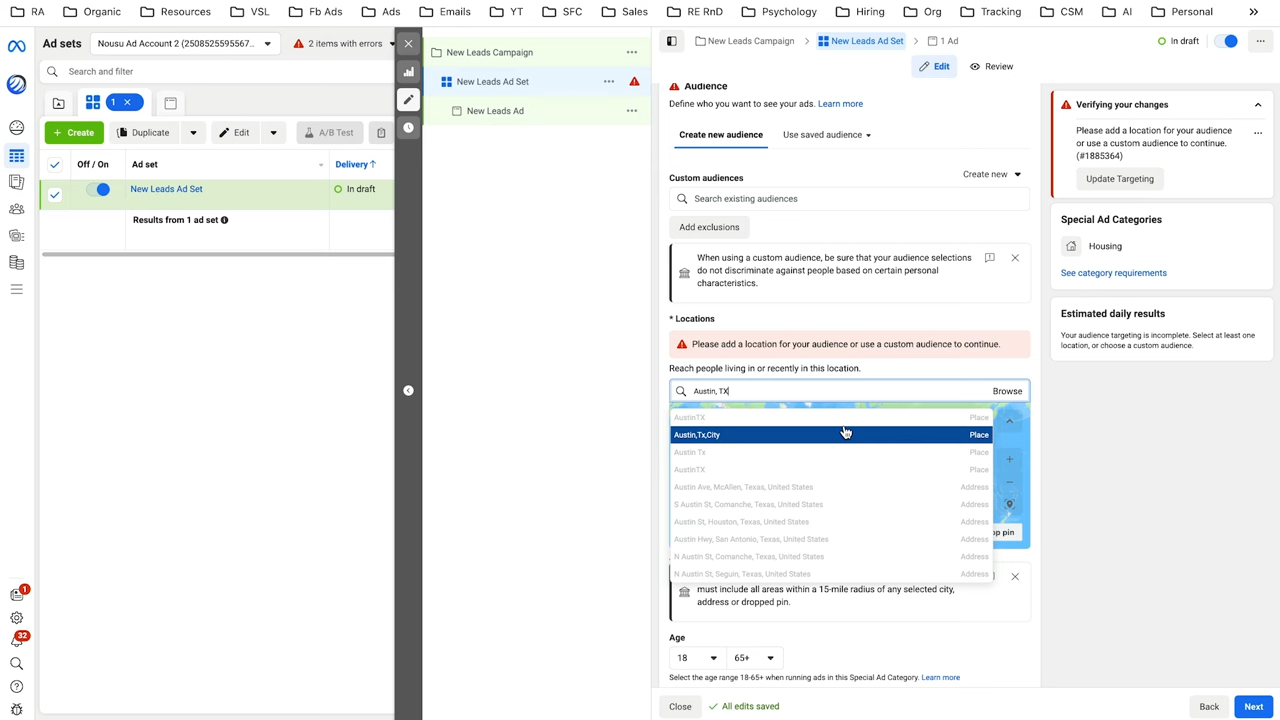 RA
Organic
Resources
VSL
Fb Ads
Ads
Emails
YT
SFC
Sales
RE RnD
Psychology
Hiring
Org
Tracking
CSM
AI
Personal
Ad sets
Nousu Ad Account 2 (2508525595567...
2 items with errors
Search and filter
1
Create
Duplicate
Edit
A/B Test
Off / On
Ad set
Delivery
New Leads Ad Set
In draft
Results from 1 ad set
1
32
New Leads Campaign
New Leads Ad Set
New Leads Ad
New Leads Campaign
New Leads Ad Set
1 Ad
In draft
Edit
Review
Audience
Define who you want to see your ads. Learn more
Create new audience
Use saved audience
Custom audiences
Create new
Search existing audiences
Add exclusions
When using a custom audience, be sure that your audience selections
do not discriminate against people based on certain personal
characteristics.
* Locations
Please add a location for your audience or use a custom audience to continue.
Reach people living in or recently in this location.
Austin, TX
Browse
AustinTX Place
Austin,Tx,City Place
Austin Tx Place
AustinTX Place
Austin Ave, McAllen, Texas, United States Address
S Austin St, Comanche, Texas, United States Address
Austin St, Houston, Texas, United States Address
Austin Hwy, San Antonio, Texas, United States Address
N Austin St, Comanche, Texas, United States Address
N Austin St, Seguin, Texas, United States Address
op pin
must include all areas within a 15-mile radius of any selected city,
address or dropped pin.
Age
18
65+
Select the age range 18-65+ when running ads in this Special Ad Category. Learn more
Close
All edits saved
Back
Next
Verifying your changes
Please add a location for your audience
or use a custom audience to continue.
(#1885364)
Update Targeting
Special Ad Categories
Housing
See category requirements
Estimated daily results
Your audience targeting is incomplete. Select at least one
location, or choose a custom audience.